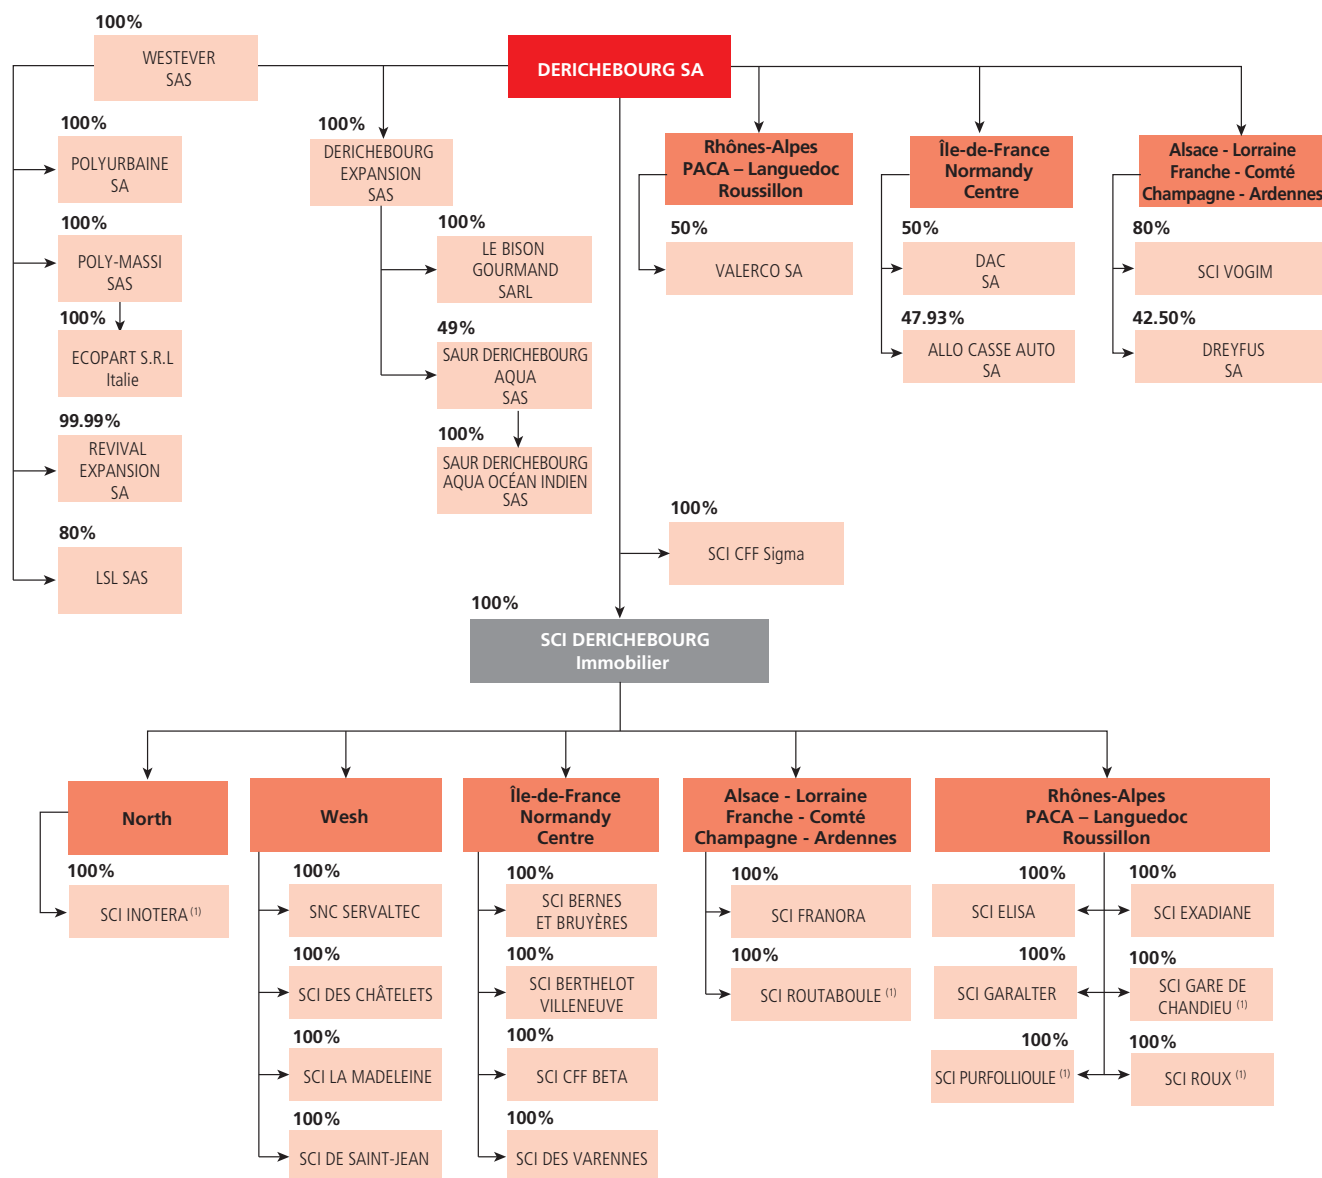 100%
WESTEVER
SAS
DERICHEBOURG SA
100%
POLYURBAINE
SA
100%
POLY-MASSI
SAS
100%
ECOPART S.R.L
Italie
99.99%
REVIVAL
EXPANSION
SA
80%
LSL SAS
100%
DERICHEBOURG
EXPANSION
SAS
100%
LE BISON
GOURMAND
SARL
49%
SAUR DERICHEBOURG
AQUA
SAS
100%
SAUR DERICHEBOURG
AQUA OCÉAN INDIEN
SAS
Rhônes-Alpes
PACA – Languedoc
Roussillon
50%
VALERCO SA
Île-de-France
Normandy
Centre
50%
DAC
SA
47.93%
ALLO CASSE AUTO
SA
Alsace - Lorraine
Franche - Comté
Champagne - Ardennes
80%
SCI VOGIM
42.50%
DREYFUS
SA
100%
SCI CFF Sigma
100%
SCI DERICHEBOURG
Immobilier
North
100%
SCI INOTERA (1)
Wesh
100%
SNC SERVALTEC
100%
SCI DES CHÂTELETS
100%
SCI LA MADELEINE
100%
SCI DE SAINT-JEAN
Île-de-France
Normandy
Centre
100%
SCI BERNES
ET BRUYÈRES
100%
SCI BERTHELOT
VILLENEUVE
100%
SCI CFF BETA
100%
SCI DES VARENNES
Alsace - Lorraine
Franche - Comté
Champagne - Ardennes
100%
SCI FRANORA
100%
SCI ROUTABOULE (1)
Rhônes-Alpes
PACA – Languedoc
Roussillon
100%
SCI ELISA
100%
SCI EXADIANE
100%
SCI GARALTER
100%
SCI GARE DE
CHANDIEU (1)
100%
SCI PURFOLLIOULE (1)
100%
SCI ROUX (1)